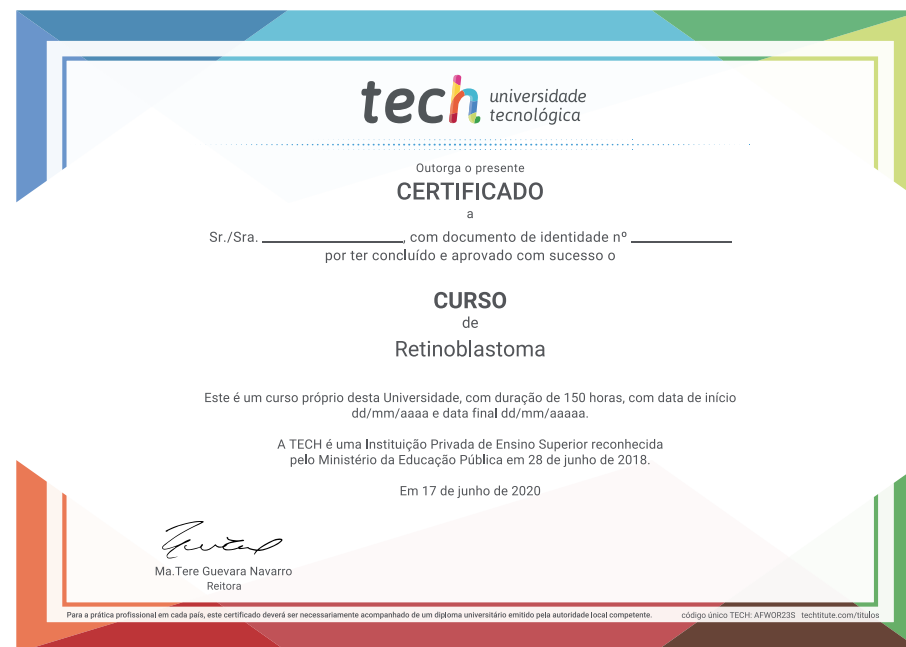 tech universidade
tecnológica
Outorga o presente
CERTIFICADO
a
Sr./Sra. ____________, com documento de identidade nº _________
por ter concluído e aprovado com sucesso o
CURSO
de
Retinoblastoma
Este é um curso próprio desta Universidade, com duração de 150 horas, com data de início
dd/mm/aaaa e data final dd/mm/aaaaa.
A TECH é uma Instituição Privada de Ensino Superior reconhecida
pelo Ministério da Educação Pública em 28 de junho de 2018.
Em 17 de junho de 2020
Ma.Tere Guevara Navarro
Reitora
Para a prática profissional em cada país, este certificado deverá ser necessariamente acompanhado de um diploma universitário emitido pela autoridade local competente. código único TECH: AFWOR23S techtitute.com/titulos